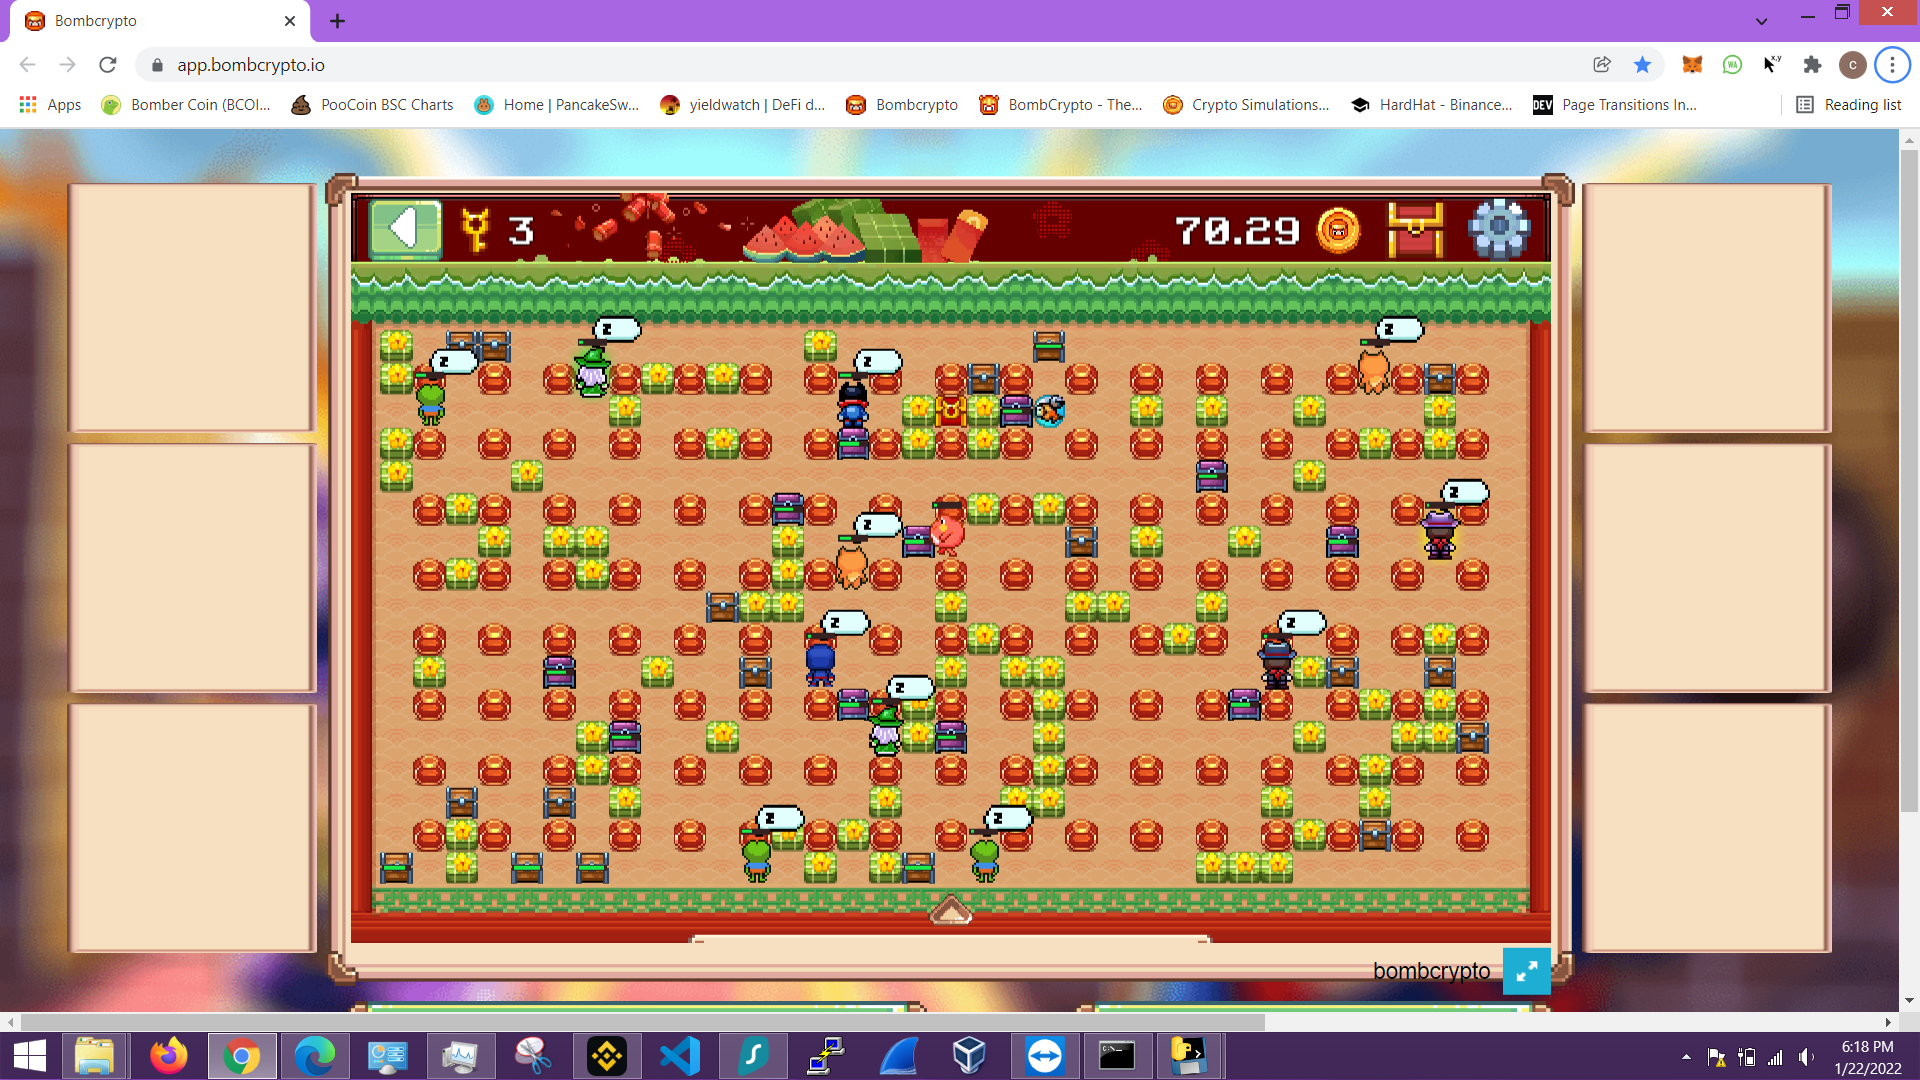 Bombcrypto
app.bombcrypto.io
WA
x,y
C
Apps
Bomber Coin (BCOI...
PooCoin BSC Charts
Home | PancakeSw...
yieldwatch | DeFi d...
Bombcrypto
BombCrypto - The...
Crypto Simulations...
HardHat - Binance...
DEV
Page Transitions In...
Reading list
3
70.29
z
z
z
z
z
z
z
z
z
z
z
bombcrypto
6:18 PM
1/22/2022